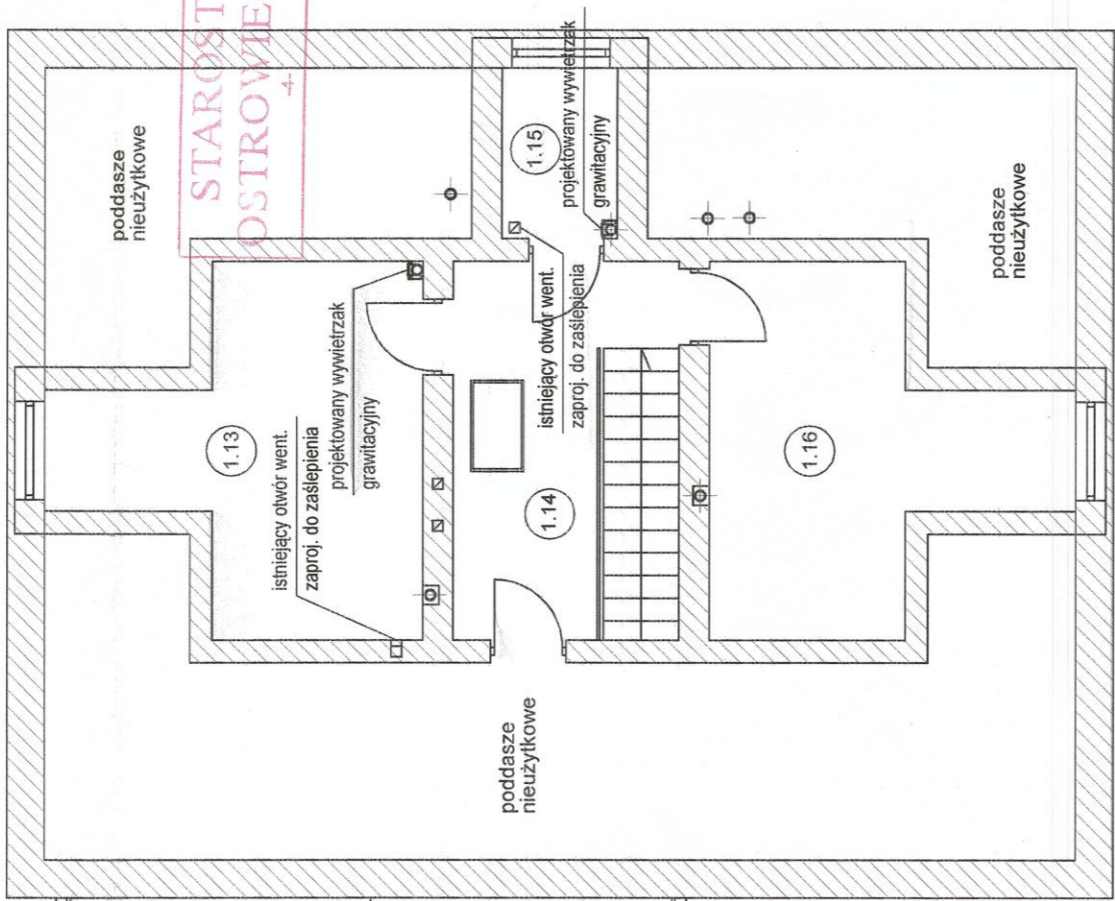 STAROST
OSTROWIE
4-
poddasze
nieużytkowe
1.13
istniejący otwór went.
zaproj. do zaślepienia
projektowany wywietrzak
grawitacyjny
1.15
projektowany wywietrzak
grawitacyjny
istniejący otwór went.
zaproj. do zaślepienia
1.14
1.16
poddasze
nieużytkowe
poddasze
nieużytkowe